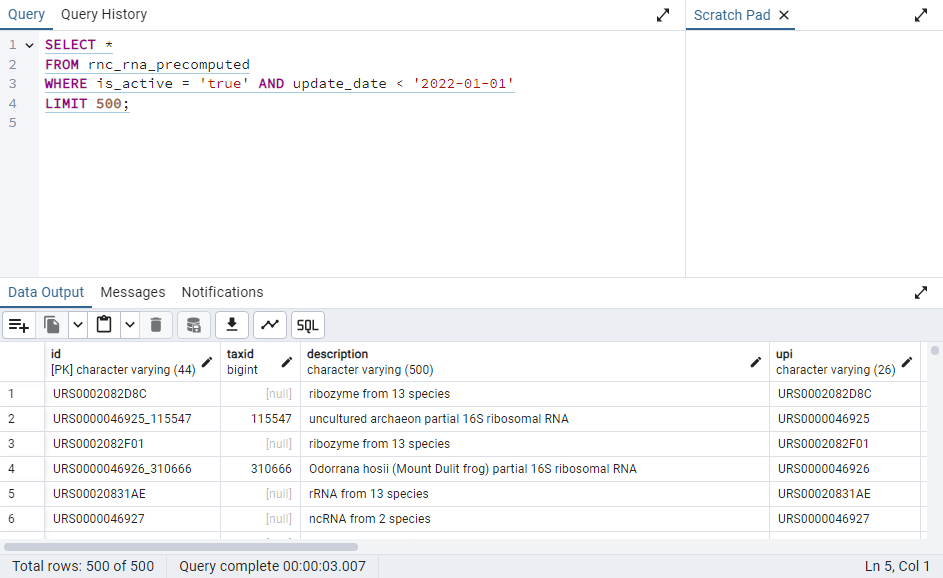 Query Query History Scratch Pad
1 SELECT *
2 FROM rnc_rna_precomputed
3 WHERE is_active = 'true' AND update_date < '2022-01-01'
4 LIMIT 500;
5
Data Output Messages Notifications
SQL
id taxid description upi
[PK] character varying (44) bigint character varying (500) character varying (26)
1 URS0002082D8C [null] ribozyme from 13 species URS0002082D8C
2 URS0000046925_115547 115547 uncultured archaeon partial 16S ribosomal RNA URS0000046925
3 URS0002082F01 [null] ribozyme from 13 species URS0002082F01
4 URS0000046926_310666 310666 Odorrana hosii (Mount Dulit frog) partial 16S ribosomal RNA URS0000046926
5 URS00020831AE [null] rRNA from 13 species URS00020831AE
6 URS0000046927 [null] ncRNA from 2 species URS0000046927
Total rows: 500 of 500 Query complete 00:00:03.007 Ln 5, Col 1